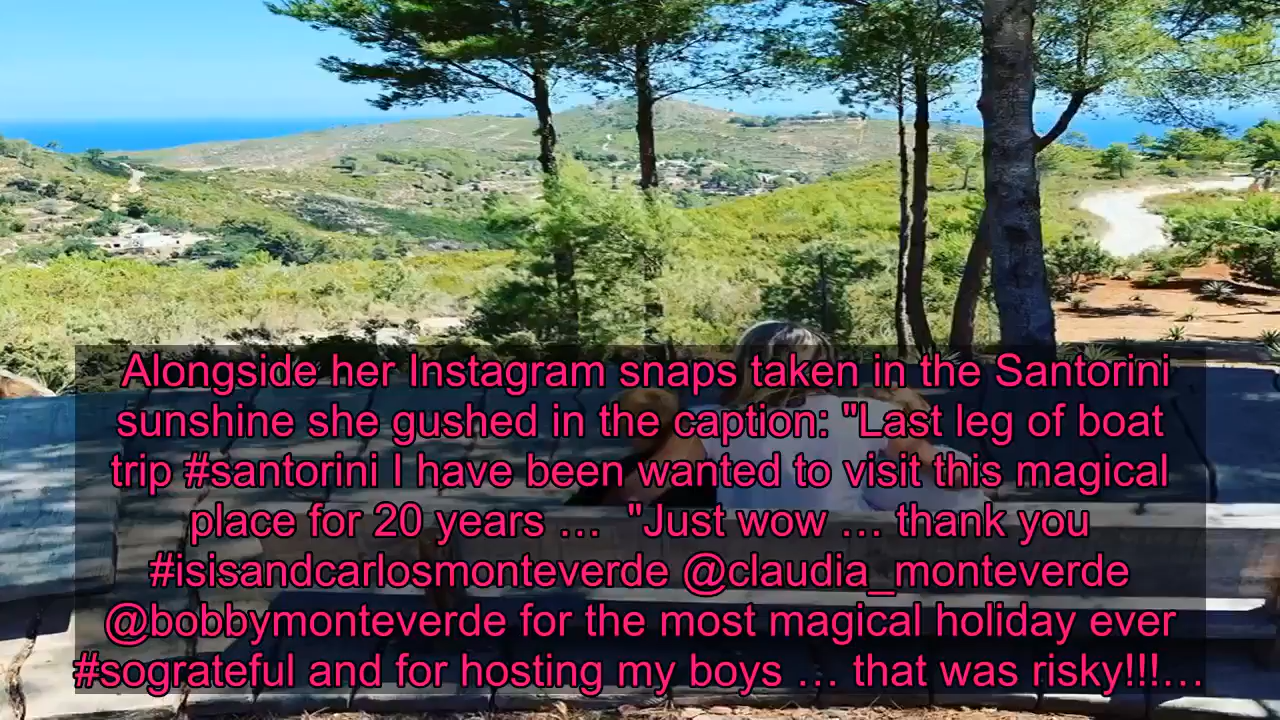 Alongside her Instagram snaps taken in the Santorini
sunshine she gushed in the caption: "Last leg of boat
trip #santorini I have been wanted to visit this magical
place for 20 years …  "Just wow … thank you
#isisandcarlosmonteverde @claudia_monteverde
@bobbymonteverde for the most magical holiday ever
#sograteful and for hosting my boys … that was risky!!!…